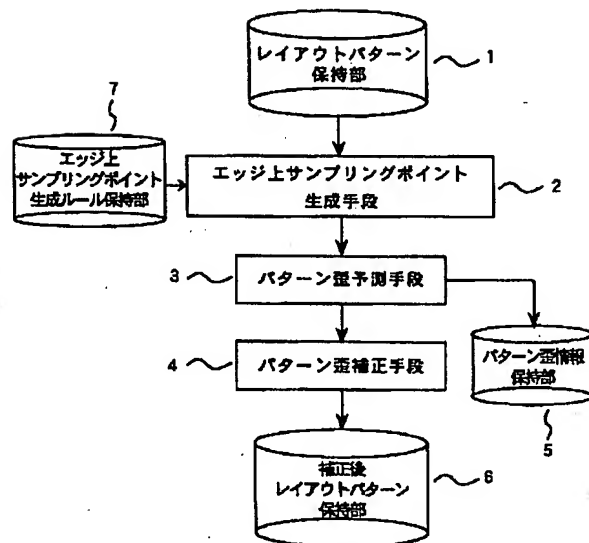 レイアウトパターン
保持部
1
7
エッジ上
サンプリングポイント
生成ルール保持部
エッジ上サンプリングポイント
生成手段
2
3
パターン歪予測手段
4
パターン歪補正手段
パターン歪情報
保持部
5
補正後
レイアウトパターン
保持部
6